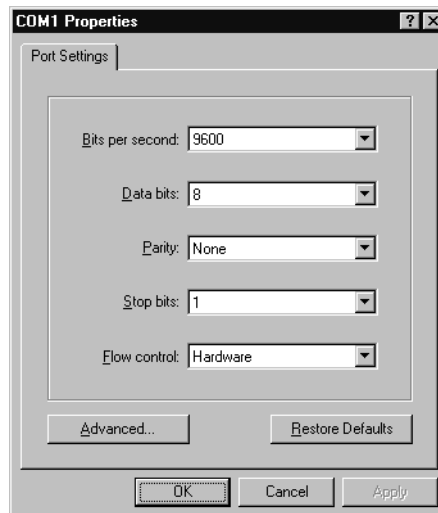 COM1 Properties
Port Settings
Bits per second: 9600
Data bits: 8
Parity: None
Stop bits: 1
Flow control: Hardware
Advanced... Restore Defaults
OK Cancel Apply